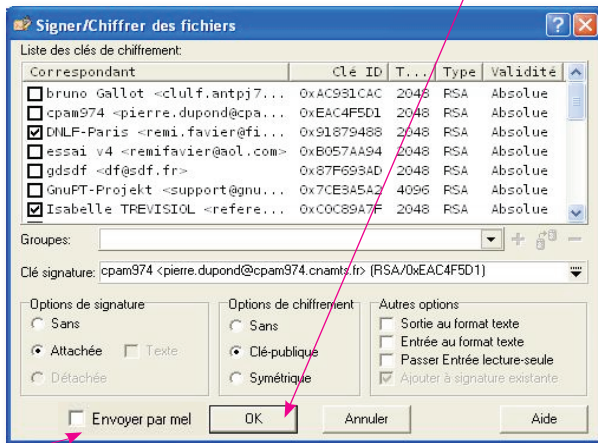 Signer/Chiffrer des fichiers
Liste des clés de chiffrement:
Correspondant Clé ID T... Type Validité
bruno Gallot <clulf.antpj7... 0xAC931CAC 2048 RSA Absolue
cpam974 <pierre.dupond@cpa... 0xEAC4F5D1 2048 RSA Absolue
DNLF-Paris <remi.favier@fi... 0x91879488 2048 RSA Absolue
essai v4 <remifavier@aol.com> 0xB057AA94 2048 RSA Absolue
gdsdf <df@sdf.fr> 0x87F693AD 2048 RSA Absolue
GnuPT-Projekt <support@gnu... 0x7CE3A5A2 4096 RSA Absolue
Isabelle TREVISIOL <refere... 0xC0C89A7F 2048 RSA Absolue
Groupes:
Clé signature: cpam974 <pierre.dupond@cpam974.cnamts.fr> (RSA/0xEAC4F5D1)
Options de signature
Sans
Attachée Texte
Détachée
Options de chiffrement
Sans
Clé-publique
Symétrique
Autres options
Sortie au format texte
Entrée au format texte
Passer Entrée lecture-seule
Ajouter à signature existante
Envoyer par mel OK Annuler Aide